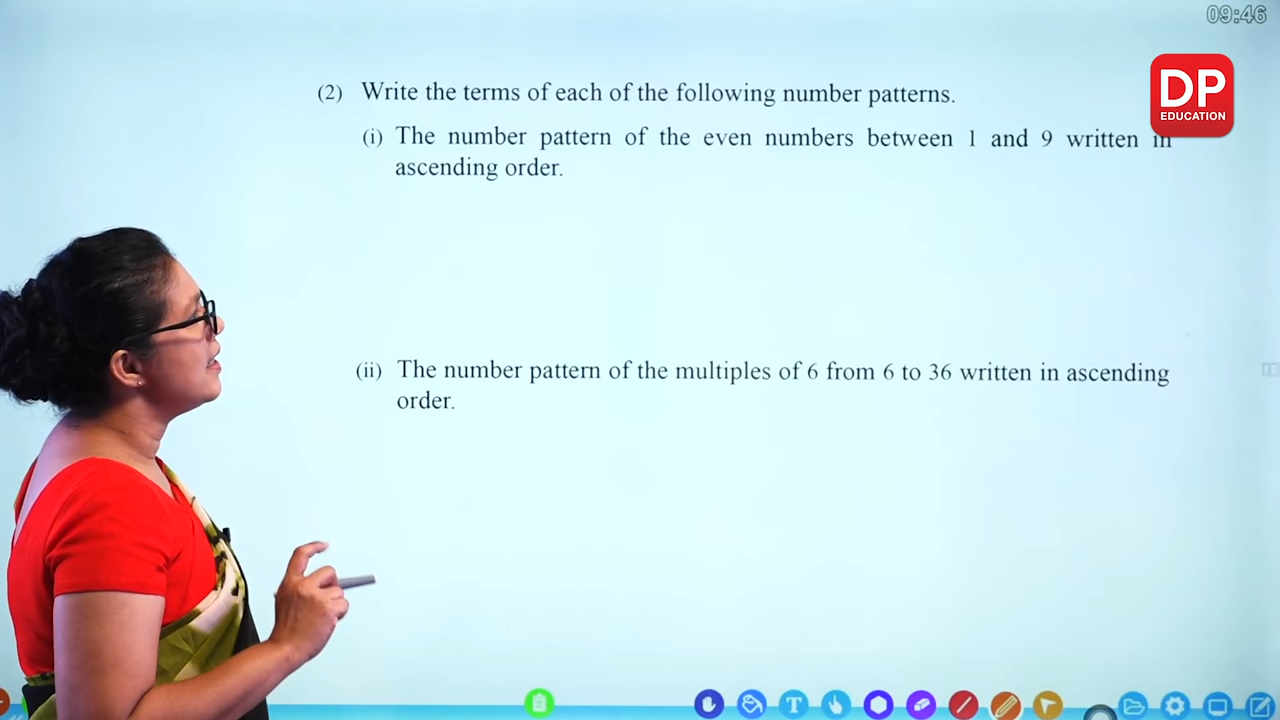 09:46
DP
EDUCATION
(2) Write the terms of each of the following number patterns.
(i) The number pattern of the even numbers between 1 and 9 written in
ascending order.
(ii) The number pattern of the multiples of 6 from 6 to 36 written in ascending
order.
T